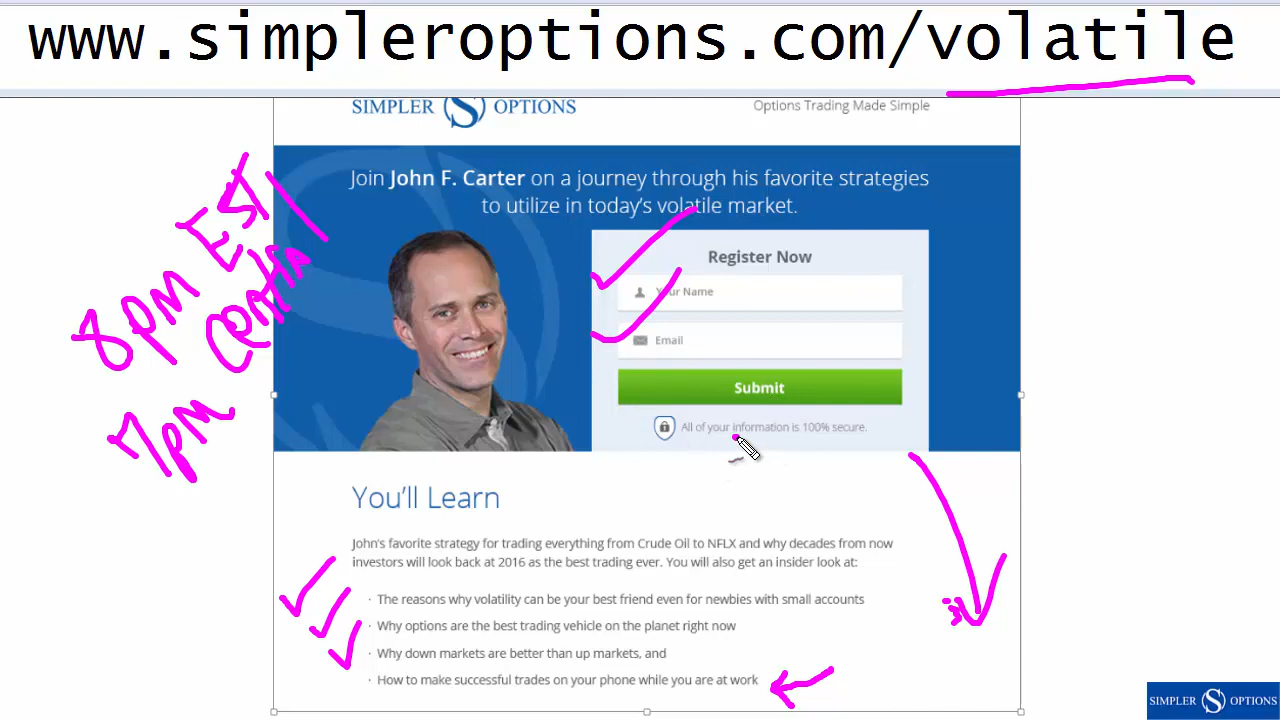 www.simpleroptions.com/volatile
SIMPLER S OPTIONS
Options Trading Made Simple
Join John F. Carter on a journey through his favorite strategies
to utilize in today's volatile market.
8pm EST/
7pm Central
Register Now
Your Name
Email
Submit
All of your information is 100% secure.
You'll Learn
John's favorite strategy for trading everything from Crude Oil to NFLX and why decades from now
investors will look back at 2016 as the best trading ever. You will also get an insider look at:
· The reasons why volatility can be your best friend even for newbies with small accounts
· Why options are the best trading vehicle on the planet right now
· Why down markets are better than up markets, and
· How to make successful trades on your phone while you are at work
SIMPLER S OPTIONS